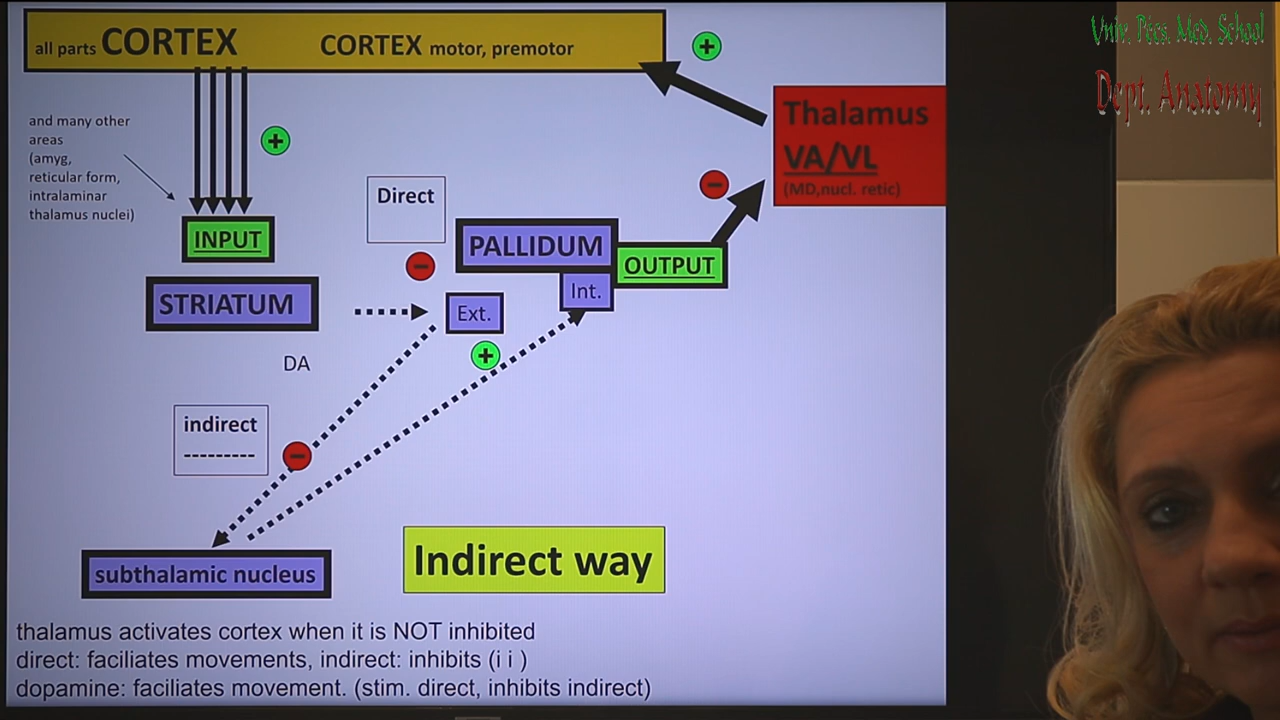 all parts CORTEX CORTEX motor, premotor
Univ. Pécs. Med. School
Dept. Anatomy
and many other
areas
(amyg,
reticular form,
intralaminar
thalamus nuclei)
Thalamus
VA/VL
(MD,nucl. retic)
Direct
INPUT
PALLIDUM
OUTPUT
Int.
STRIATUM
Ext.
DA
indirect
---------
Indirect way
subthalamic nucleus
thalamus activates cortex when it is NOT inhibited
direct: faciliates movements, indirect: inhibits (i i )
dopamine: faciliates movement. (stim. direct, inhibits indirect)